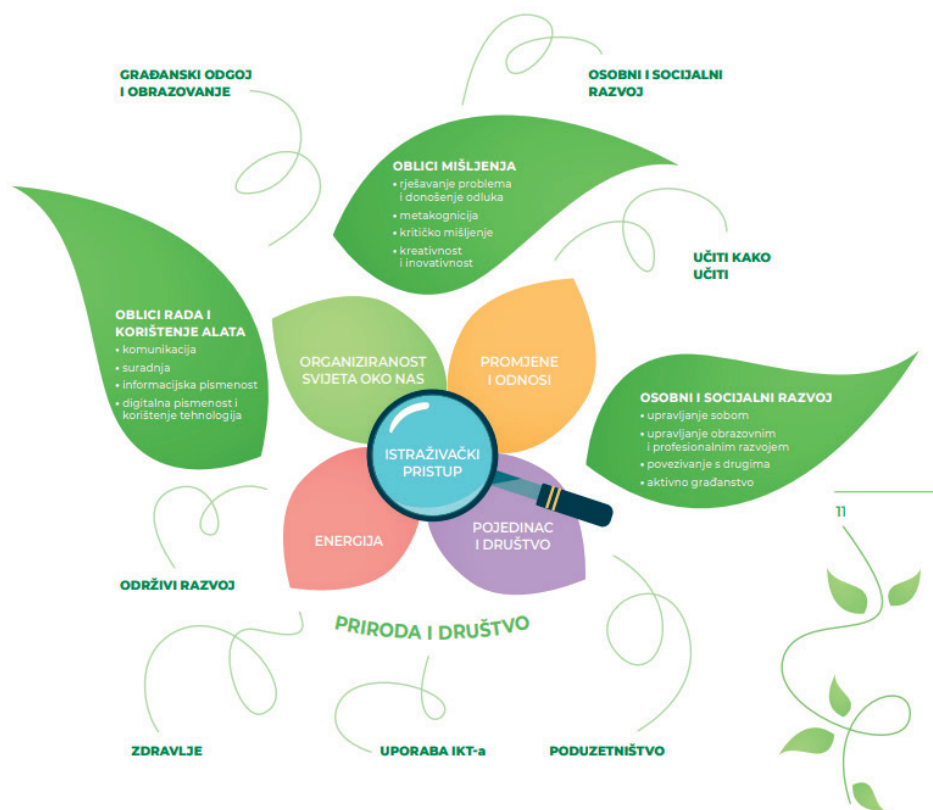 GRAĐANSKI ODGOJ
I OBRAZOVANJE
OSOBNI I SOCIJALNI
RAZVOJ
OBLICI MIŠLJENJA
• rješavanje problema
i donošenje odluka
• metakognicija
• kritičko mišljenje
• kreativnost
i inovativnost
UČITI KAKO
UČITI
OBLICI RADA I
KORIŠTENJE ALATA
• komunikacija
• suradnja
• informacijska pismenost
• digitalna pismenost i
korištenje tehnologija
ORGANIZIRANOST
SVIJETA OKO NAS
PROMJENE
I ODNOSI
OSOBNI I SOCIJALNI RAZVOJ
• upravljanje sobom
• upravljanje obrazovnim
i profesionalnim razvojem
• povezivanje s drugima
• aktivno građanstvo
ISTRAŽIVAČKI
PRISTUP
ENERGIJA
POJEDINAC
I DRUŠTVO
11
ODRŽIVI RAZVOJ
PRIRODA I DRUŠTVO
ZDRAVLJE
UPORABA IKT-a
PODUZETNIŠTVO